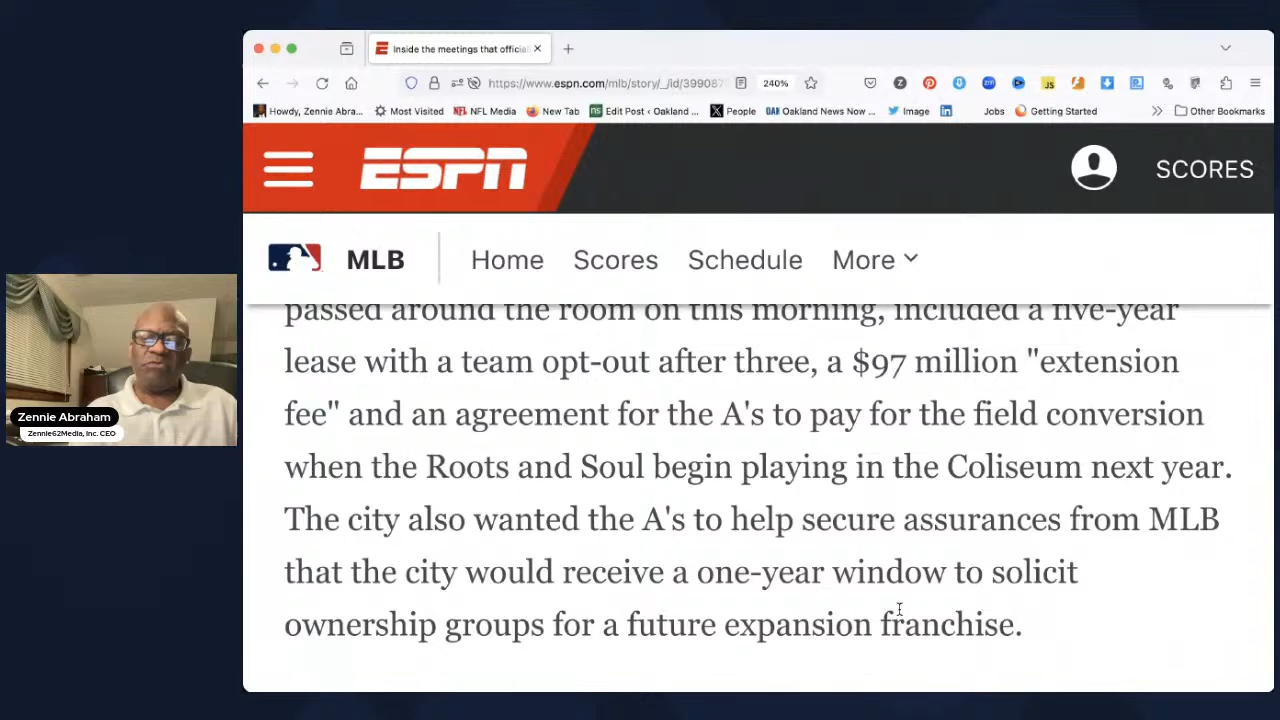 Inside the meetings that officia
https://www.espn.com/mlb/story/_/id/39908
240%
Howdy, Zennie Abra...
Most Visited
NFL Media
New Tab
Edit Post ‹ Oakland ...
People
Oakland News Now ...
Image
Jobs
Getting Started
Other Bookmarks
ESPN
SCORES
MLB
Home
Scores
Schedule
More
passed around the room on this morning, included a five-year
lease with a team opt-out after three, a $97 million "extension
fee" and an agreement for the A's to pay for the field conversion
when the Roots and Soul begin playing in the Coliseum next year.
The city also wanted the A's to help secure assurances from MLB
that the city would receive a one-year window to solicit
ownership groups for a future expansion franchise.
Zennie Abraham
Zennie62Media, Inc. CEO